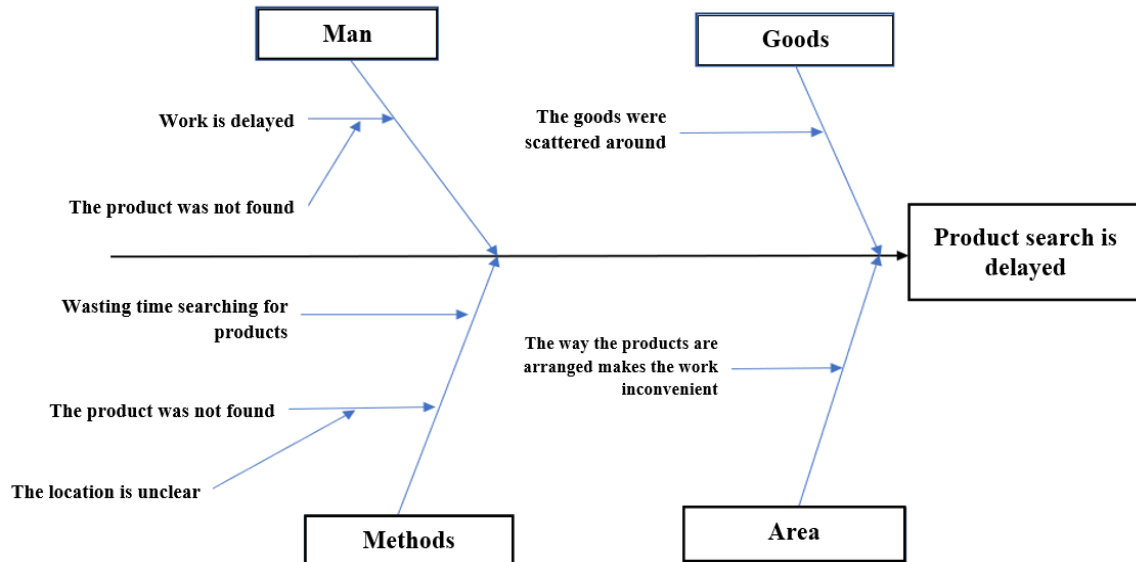 Man
Goods
Work is delayed
The goods were
scattered around
The product was not found
Product search is
delayed
Wasting time searching for
products
The way the products are
arranged makes the work
inconvenient
The product was not found
The location is unclear
Methods
Area